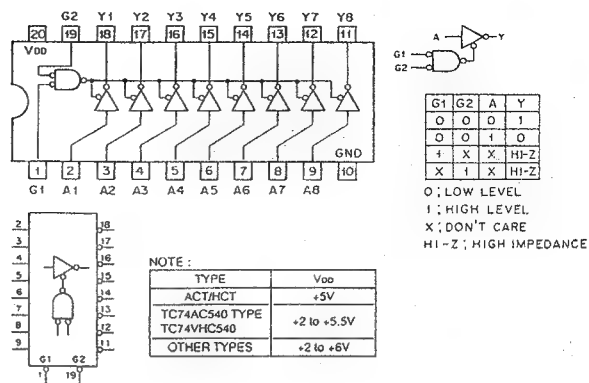 G2 Y1 Y2 Y3 Y4 Y5 Y6 Y7 Y8
20 19 18 17 16 15 14 13 12 11
VDD
GND
1 2 3 4 5 6 7 8 9 10
G1 A1 A2 A3 A4 A5 A6 A7 A8
A Y
G1
G2
G1 G2 A Y
0 0 0 1
0 0 1 0
1 X X HI-Z
X 1 X HI-Z
0 ; LOW LEVEL
1 ; HIGH LEVEL
X ; DON'T CARE
HI-Z ; HIGH IMPEDANCE
2 18
3 17
4 16
5 15
6 14
7 13
8 12
9 11
G1 G2
1 19
NOTE :
TYPE VDD
ACT/HCT +5V
TC74AC540 TYPE
TC74VHC540 +2 to +5.5V
OTHER TYPES +2 to +6V